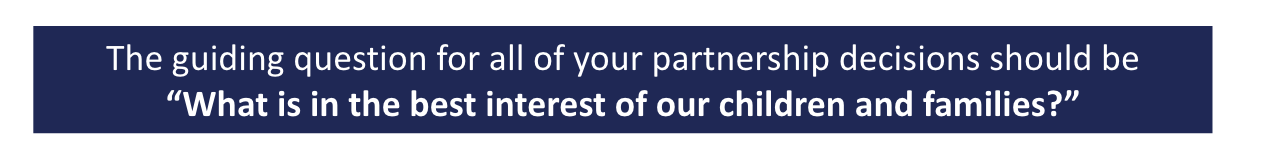 The guiding question for all of your partnership decisions should be
“What is in the best interest of our children and families?”